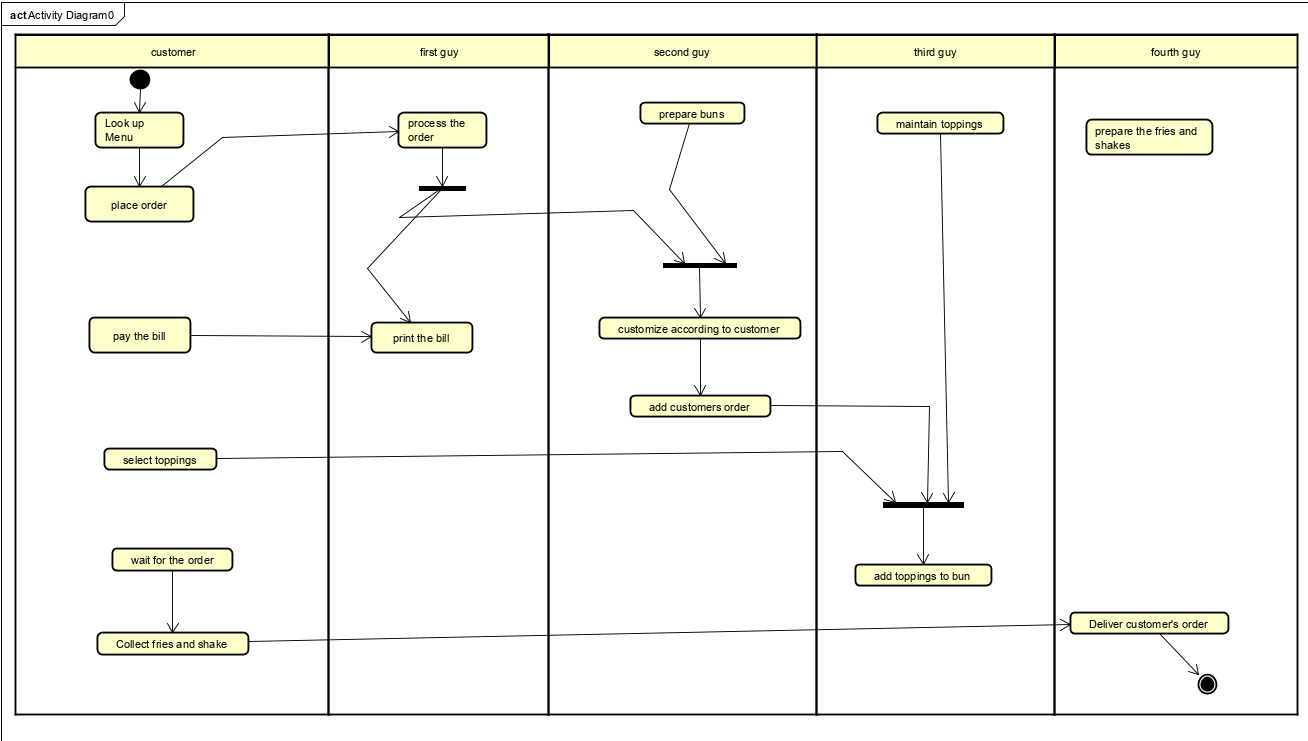 act Activity Diagram0
customer
first guy
second guy
third guy
fourth guy
Look up
Menu
process the
order
prepare buns
maintain toppings
prepare the fries and
shakes
place order
pay the bill
print the bill
customize according to customer
add customers order
select toppings
wait for the order
add toppings to bun
Collect fries and shake
Deliver customer's order